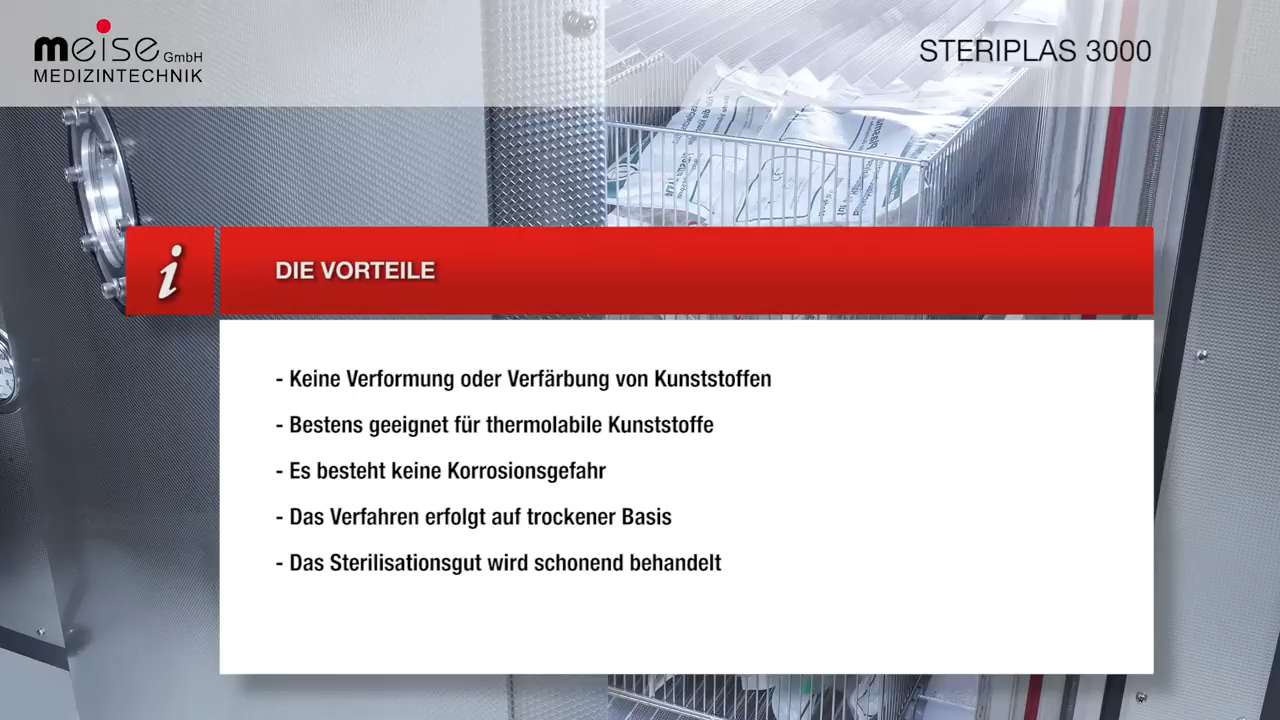 meise GmbH
MEDIZINTECHNIK
STERIPLAS 3000
i
DIE VORTEILE
- Keine Verformung oder Verfärbung von Kunststoffen
- Bestens geeignet für thermolabile Kunststoffe
- Es besteht keine Korrosionsgefahr
- Das Verfahren erfolgt auf trockener Basis
- Das Sterilisationsgut wird schonend behandelt